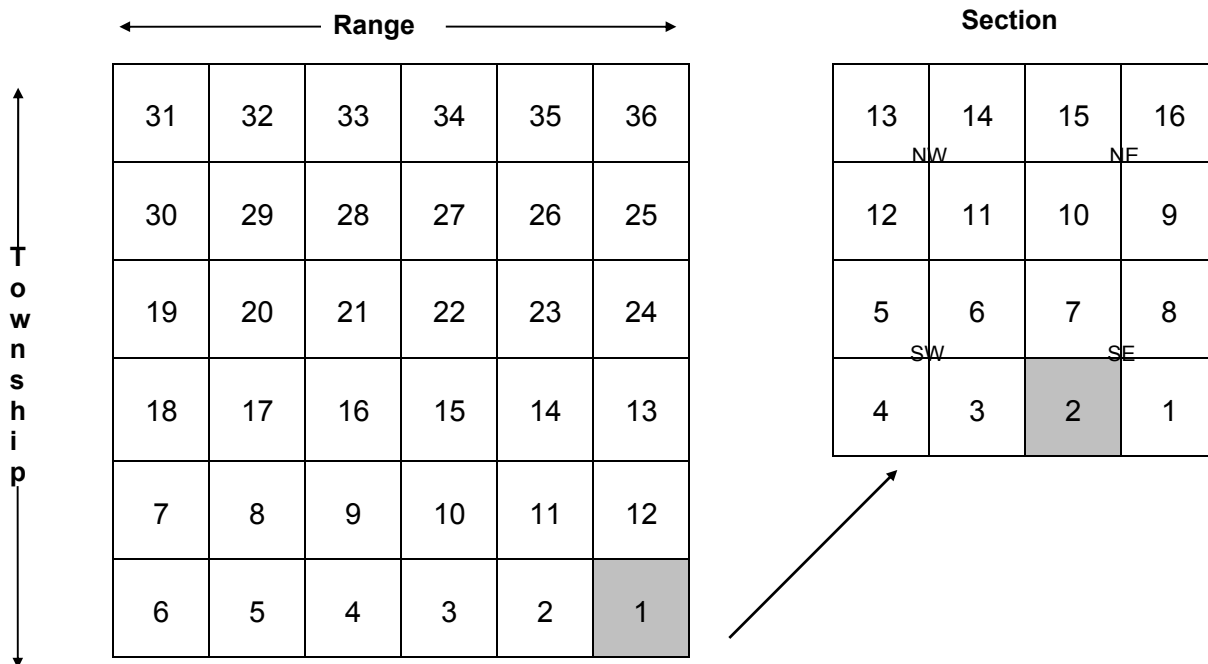 Range
Section
Township
31 32 33 34 35 36
30 29 28 27 26 25
19 20 21 22 23 24
18 17 16 15 14 13
7 8 9 10 11 12
6 5 4 3 2 1
13 14 15 16
NW NE
12 11 10 9
5 6 7 8
SW SE
4 3 2 1